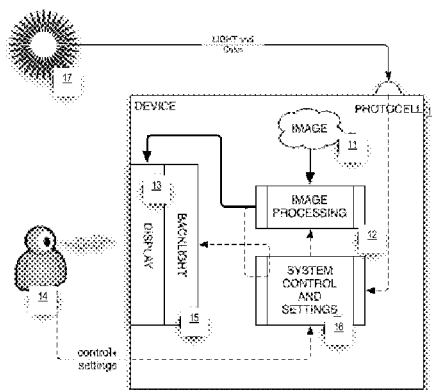 LIGHT and
17
DEVICE
PHOTOCELL
IMAGE
11
13
IMAGE
PROCESSING
12
DISPLAY
BACKLIGHT
SYSTEM
CONTROL
AND
SETTINGS
14
15
16
control+
settings